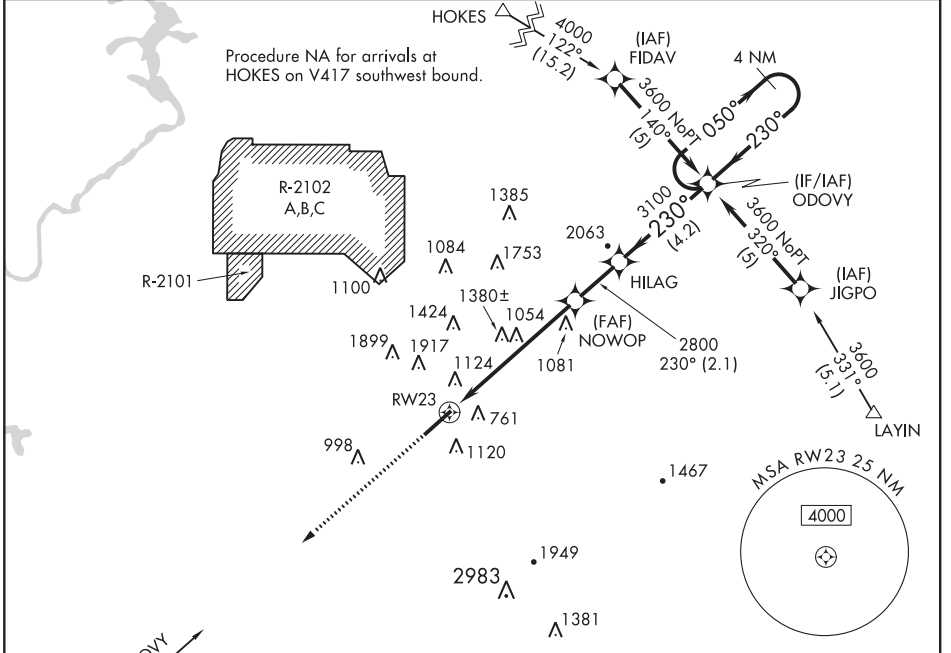 HOKES
4000
122°
(15.2)
(IAF)
FIDAV
4 NM
Procedure NA for arrivals at
HOKES on V417 southwest bound.
3600 NoPT
140°
(5)
050°
230°
R-2102
A,B,C
(IF/IAF)
ODOVY
3100
230°
(4.2)
1385
2063
3600 NoPT
320°
(5)
1084
1753
HILAG
R-2101
1100
(IAF)
JIGPO
1380±
1424
1054
(FAF)
NOWOP
1899
1917
1124
1081
2800
230° (2.1)
3600
331°
(5.1)
RW23
761
LAYIN
998
1120
MSA RW23 25 NM
1467
4000
1949
2983
1381